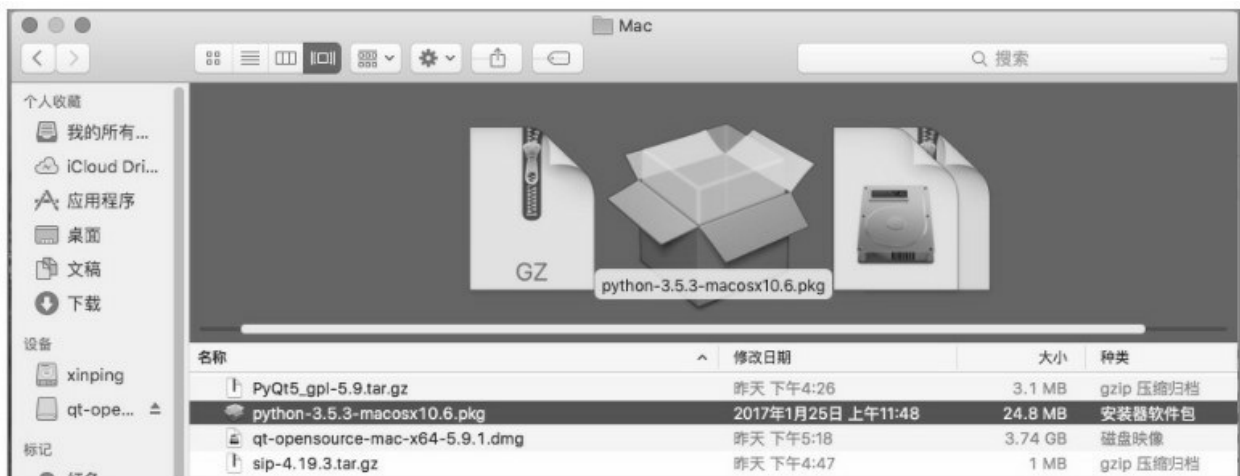 Mac
搜索
个人收藏
我的所有...
iCloud Dri...
应用程序
桌面
文稿
下载
设备
xinping
qt-ope...
标记
GZ
python-3.5.3-macosx10.6.pkg
名称 修改日期 大小 种类
PyQt5_gpl-5.9.tar.gz 昨天 下午4:26 3.1 MB gzip 压缩归档
python-3.5.3-macosx10.6.pkg 2017年1月25日 上午11:48 24.8 MB 安装器软件包
qt-opensource-mac-x64-5.9.1.dmg 昨天 下午5:18 3.74 GB 磁盘映像
sip-4.19.3.tar.gz 昨天 下午4:47 1 MB gzip 压缩归档